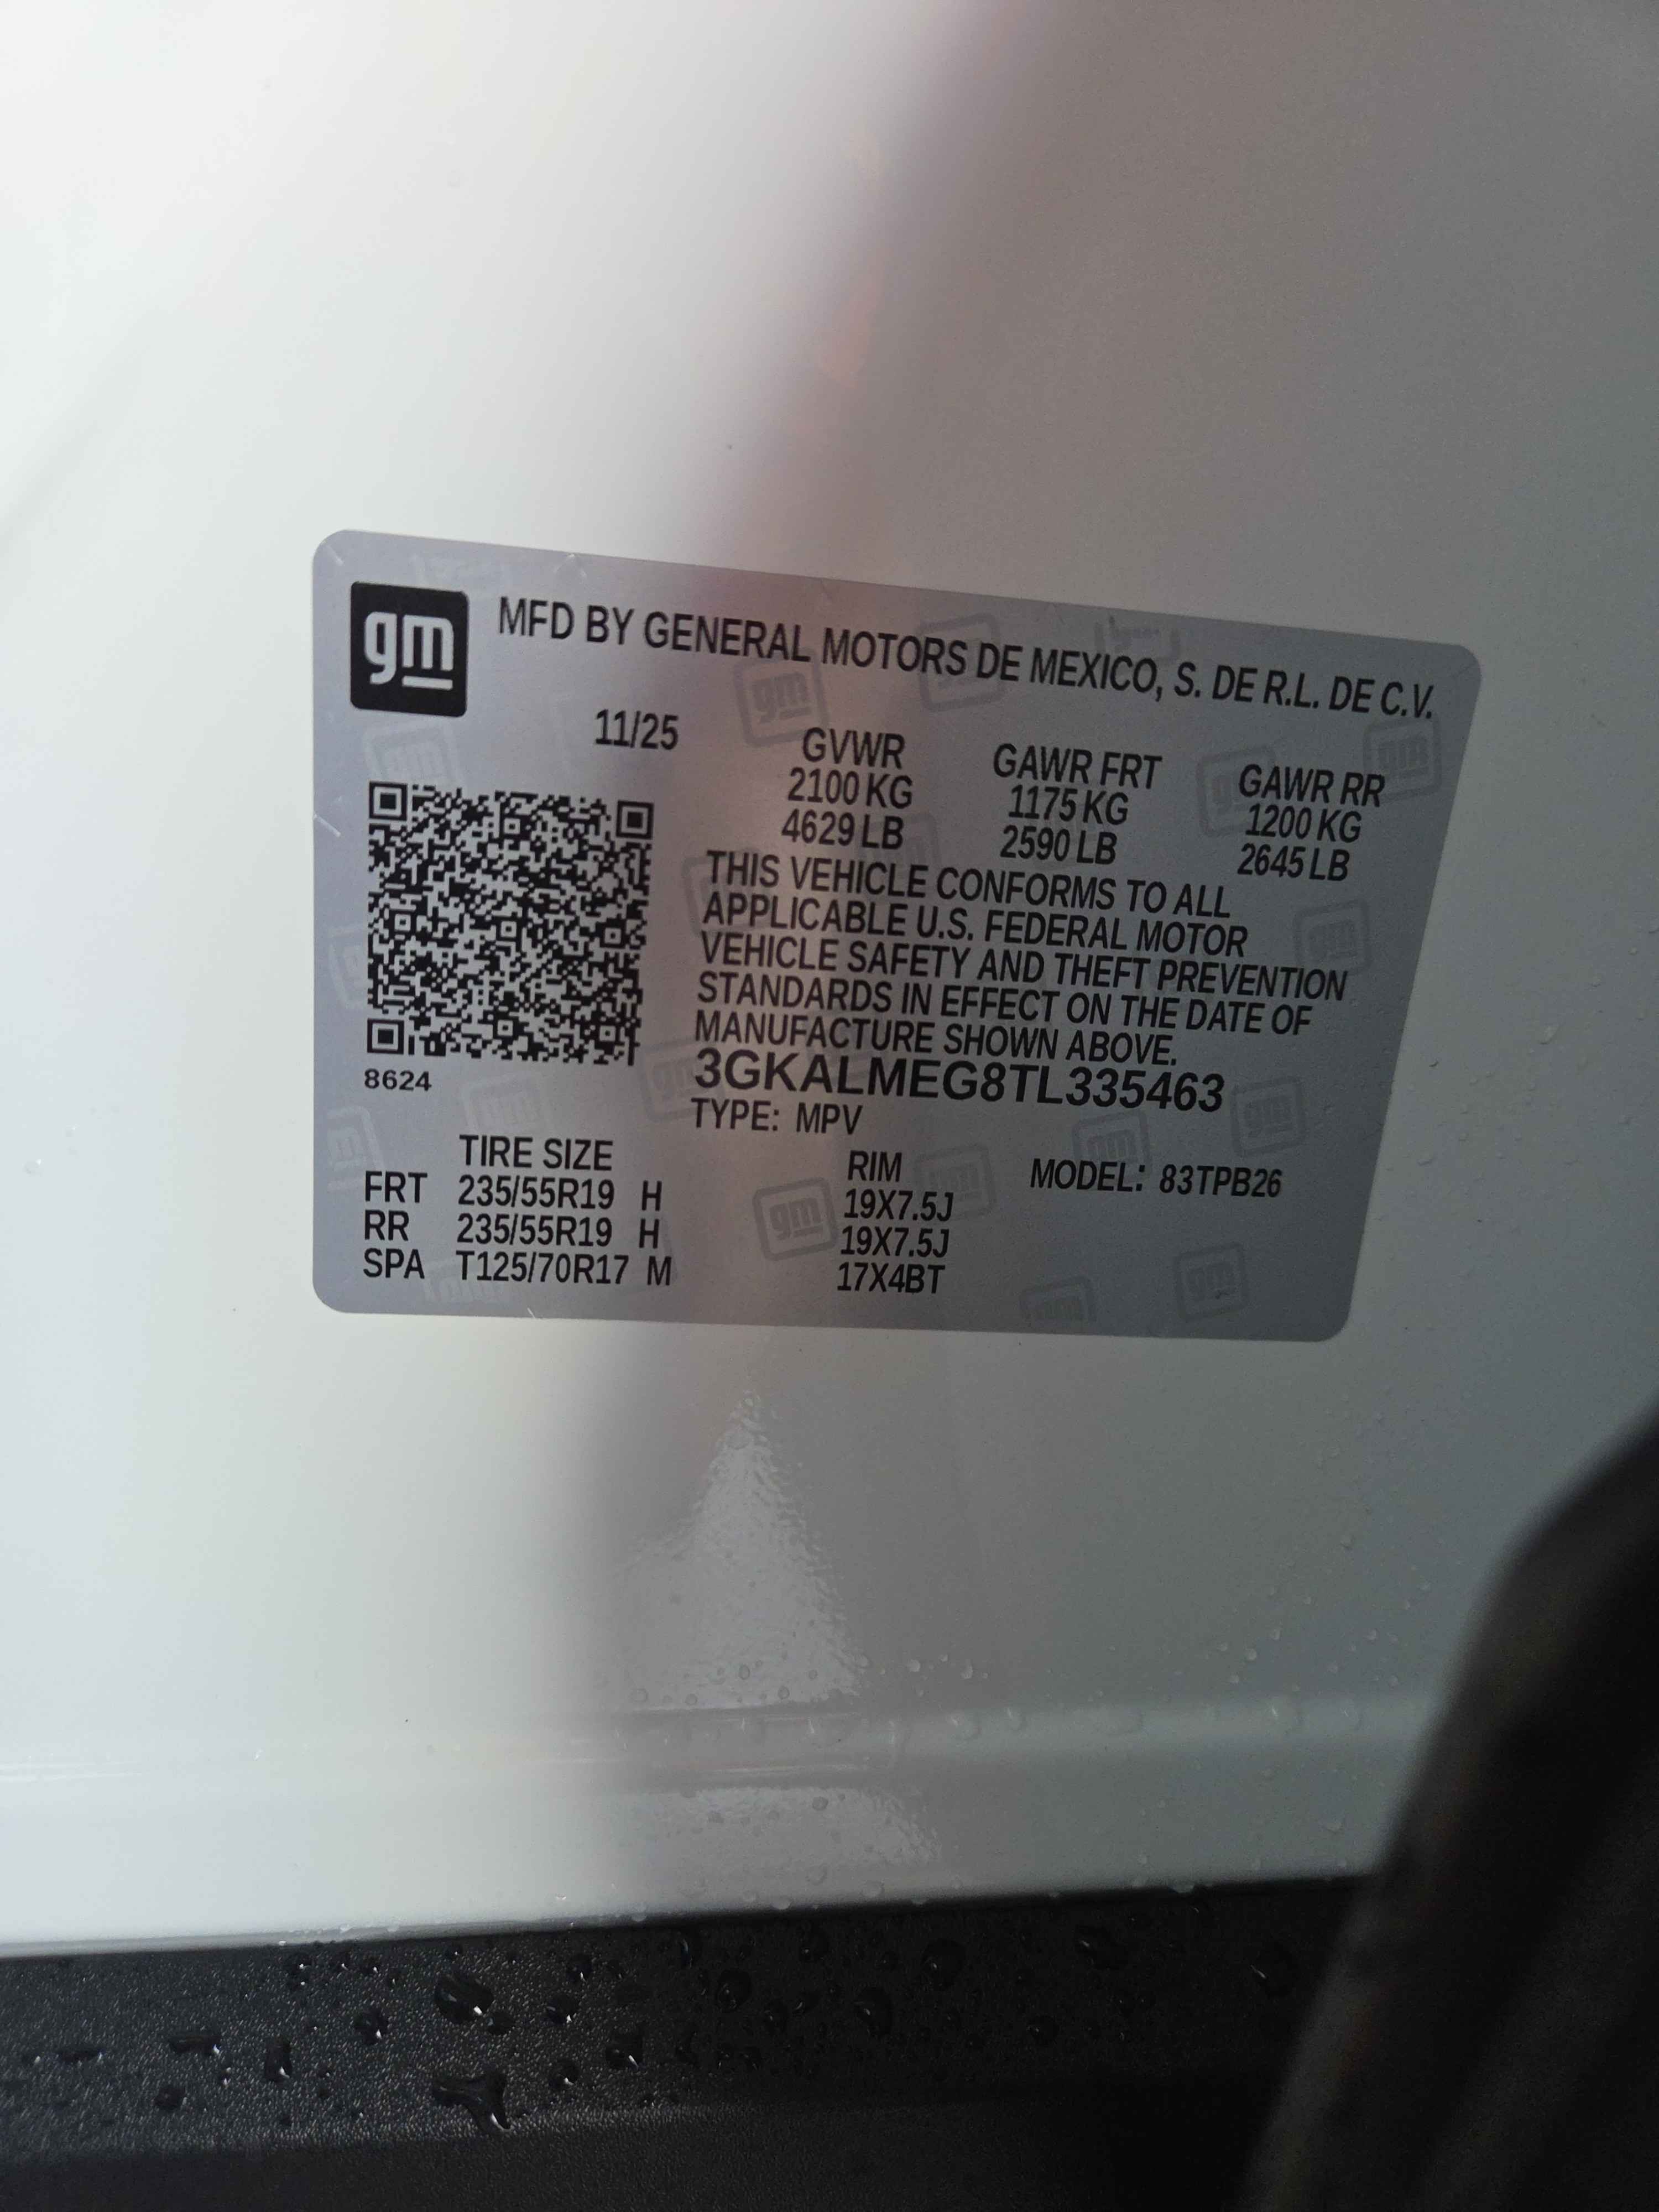 gm
MFD BY GENERAL MOTORS DE MEXICO, S. DE R.L. DE C.V.
11/25
GVWR GAWR FRT GAWR RR
2100 KG 1175 KG 1200 KG
4629 LB 2590 LB 2645 LB
THIS VEHICLE CONFORMS TO ALL
APPLICABLE U.S. FEDERAL MOTOR
VEHICLE SAFETY AND THEFT PREVENTION
STANDARDS IN EFFECT ON THE DATE OF
MANUFACTURE SHOWN ABOVE.
3GKALMEG8TL335463
8624
TYPE: MPV
TIRE SIZE RIM MODEL: 83TPB26
FRT 235/55R19 H 19X7.5J
RR 235/55R19 H 19X7.5J
SPA T125/70R17 M 17X4BT